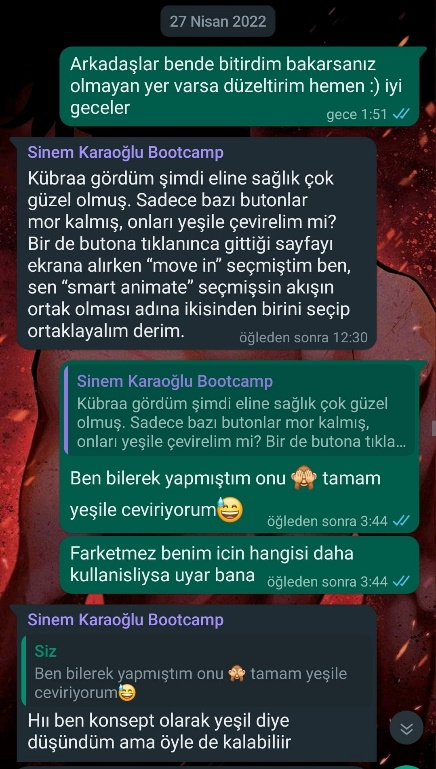 27 Nisan 2022
Arkadaşlar bende bitirdim bakarsanız
olmayan yer varsa düzeltirim hemen :) iyi
geceler
gece 1:51
Sinem Karaoğlu Bootcamp
Kübraa gördüm şimdi eline sağlık çok
güzel olmuş. Sadece bazı butonlar
mor kalmış, onları yeşile çevirelim mi?
Bir de butona tıklanınca gittiği sayfayı
ekrana alırken “move in” seçmiştim ben,
sen “smart animate” seçmişsin akışın
ortak olması adına ikisinden birini seçip
ortaklayalım derim.
öğleden sonra 12:30
Sinem Karaoğlu Bootcamp
Kübraa gördüm şimdi eline sağlık çok güzel
olmuş. Sadece bazı butonlar mor kalmış,
onları yeşile çevirelim mi? Bir de butona tıkla...
Ben bilerek yapmıştım onu 🙈 tamam
yeşile ceviriyorum😅
öğleden sonra 3:44
Farketmez benim icin hangisi daha
kullanisliysa uyar bana
öğleden sonra 3:44
Sinem Karaoğlu Bootcamp
Siz
Ben bilerek yapmıştım onu 🙈 tamam yeşile
ceviriyorum😅
Hıı ben konsept olarak yeşil diye
düşündüm ama öyle de kalabiliir